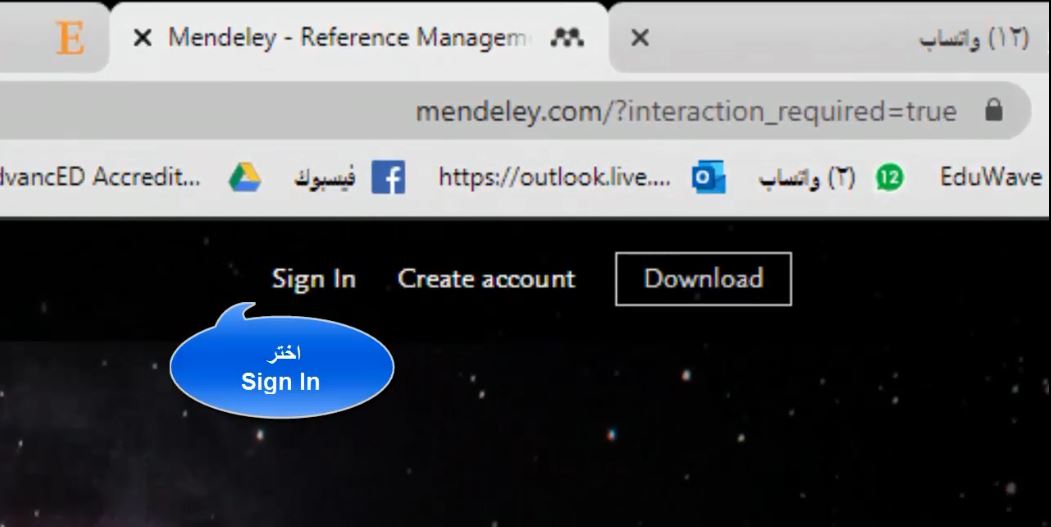 (١٢) واتساب
Mendeley - Reference Managem
E
mendeley.com/?interaction_required=true
EduWave
(٢) واتساب
12
https://outlook.live....
فيسبوك
dvancED Accredit...
Sign In
Create account
Download
اختر
Sign In